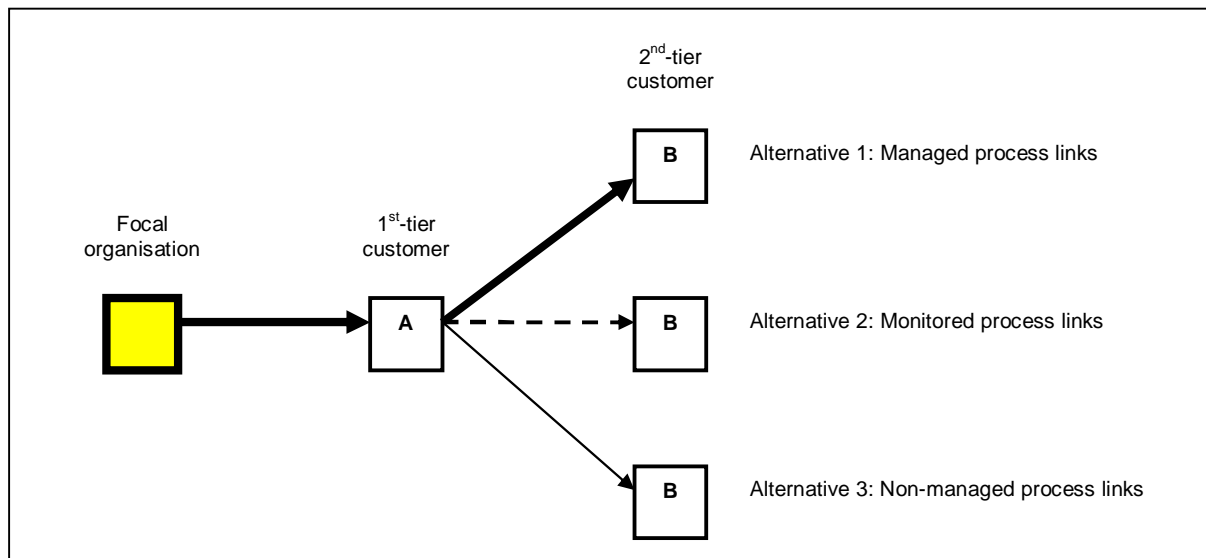 2nd-tier
customer
B
Alternative 1: Managed process links
Focal
organisation
1st-tier
customer
A
B
Alternative 2: Monitored process links
B
Alternative 3: Non-managed process links